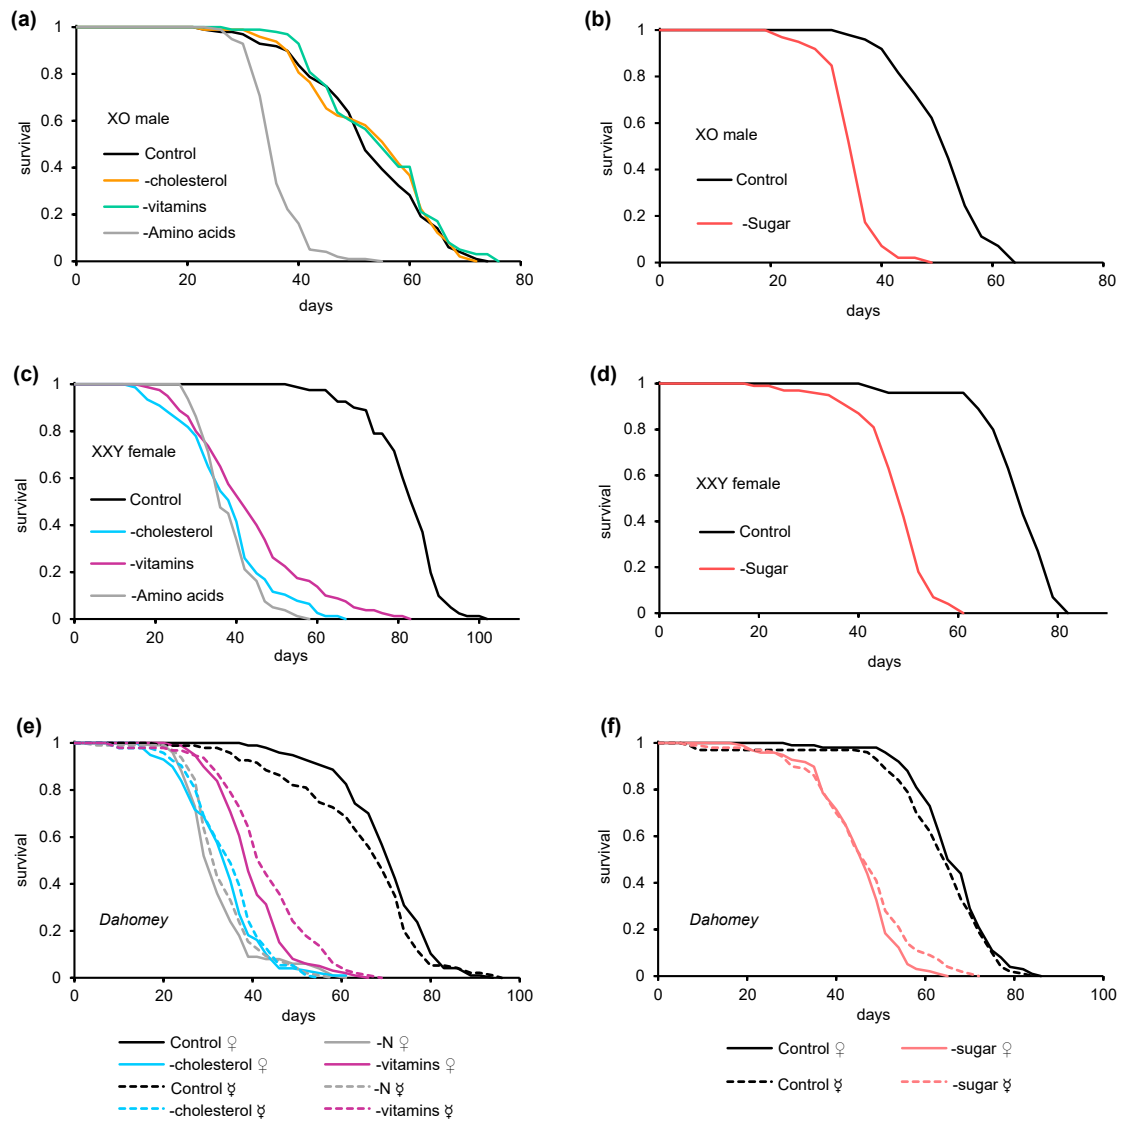 (a)
survival
1
0.8
0.6
0.4
0.2
0
XO male
Control
-cholesterol
-vitamins
-Amino acids
0 20 40 60 80
days
(b)
survival
1
0.8
0.6
0.4
0.2
0
XO male
Control
-Sugar
0 20 40 60 80
days
(c)
survival
1
0.8
0.6
0.4
0.2
0
XXY female
Control
-cholesterol
-vitamins
-Amino acids
0 20 40 60 80 100
days
(d)
survival
1
0.8
0.6
0.4
0.2
0
XXY female
Control
-Sugar
0 20 40 60 80
days
(e)
survival
1
0.8
0.6
0.4
0.2
0
Dahomey
0 20 40 60 80 100
days
Control ♀ -N ♀
-cholesterol ♀ -vitamins ♀
Control ☿ -N ☿
-cholesterol ☿ -vitamins ☿
(f)
survival
1
0.8
0.6
0.4
0.2
0
Dahomey
0 20 40 60 80 100
days
Control ♀ -sugar ♀
Control ☿ -sugar ☿